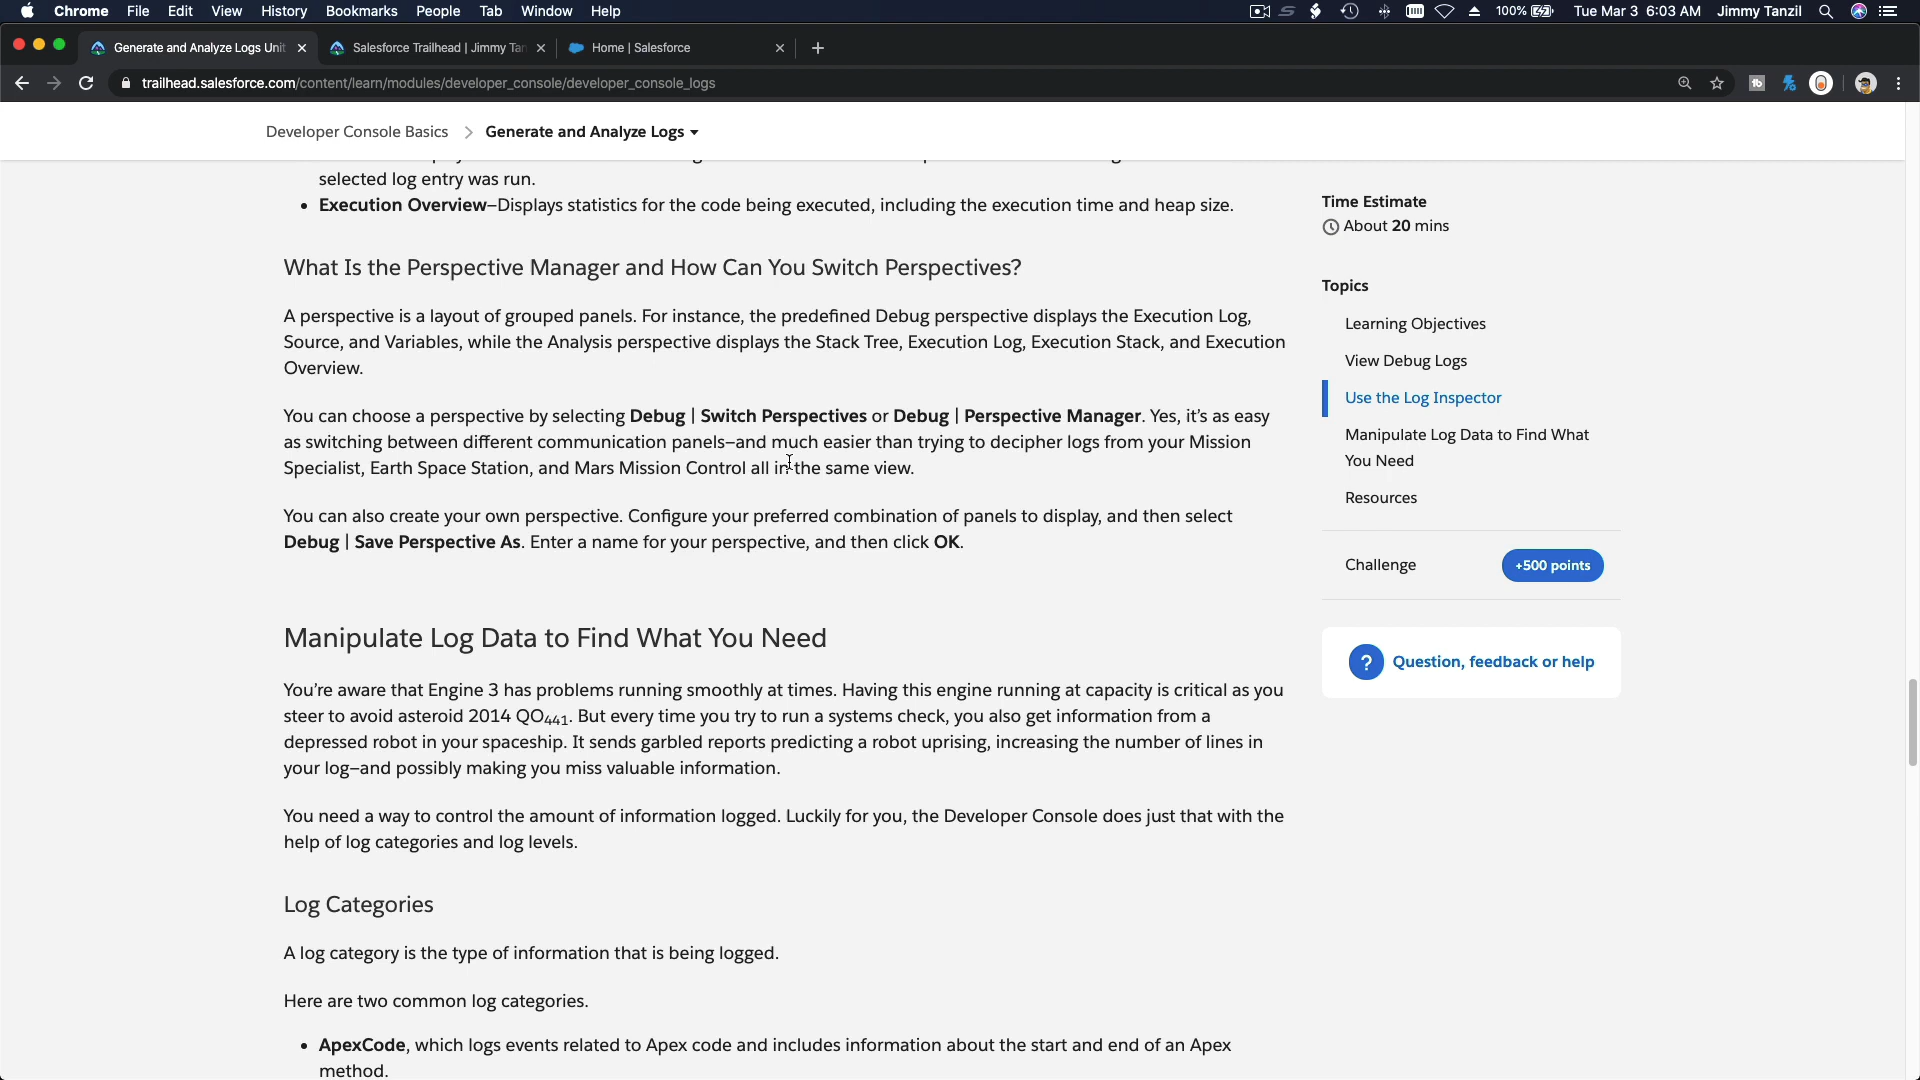 Chrome File Edit View History Bookmarks People Tab Window Help 100% Tue Mar 3 6:03 AM Jimmy Tanzil
Generate and Analyze Logs Unit Salesforce Trailhead | Jimmy Tan Home | Salesforce
trailhead.salesforce.com/content/learn/modules/developer_console/developer_console_logs
Developer Console Basics > Generate and Analyze Logs
selected log entry was run.
• Execution Overview–Displays statistics for the code being executed, including the execution time and heap size.
What Is the Perspective Manager and How Can You Switch Perspectives?
A perspective is a layout of grouped panels. For instance, the predefined Debug perspective displays the Execution Log,
Source, and Variables, while the Analysis perspective displays the Stack Tree, Execution Log, Execution Stack, and Execution
Overview.
You can choose a perspective by selecting Debug | Switch Perspectives or Debug | Perspective Manager. Yes, it’s as easy
as switching between different communication panels–and much easier than trying to decipher logs from your Mission
Specialist, Earth Space Station, and Mars Mission Control all in the same view.
You can also create your own perspective. Configure your preferred combination of panels to display, and then select
Debug | Save Perspective As. Enter a name for your perspective, and then click OK.
Manipulate Log Data to Find What You Need
You’re aware that Engine 3 has problems running smoothly at times. Having this engine running at capacity is critical as you
steer to avoid asteroid 2014 QO441. But every time you try to run a systems check, you also get information from a
depressed robot in your spaceship. It sends garbled reports predicting a robot uprising, increasing the number of lines in
your log–and possibly making you miss valuable information.
You need a way to control the amount of information logged. Luckily for you, the Developer Console does just that with the
help of log categories and log levels.
Log Categories
A log category is the type of information that is being logged.
Here are two common log categories.
• ApexCode, which logs events related to Apex code and includes information about the start and end of an Apex
method.
Time Estimate
About 20 mins
Topics
Learning Objectives
View Debug Logs
Use the Log Inspector
Manipulate Log Data to Find What
You Need
Resources
Challenge +500 points
? Question, feedback or help